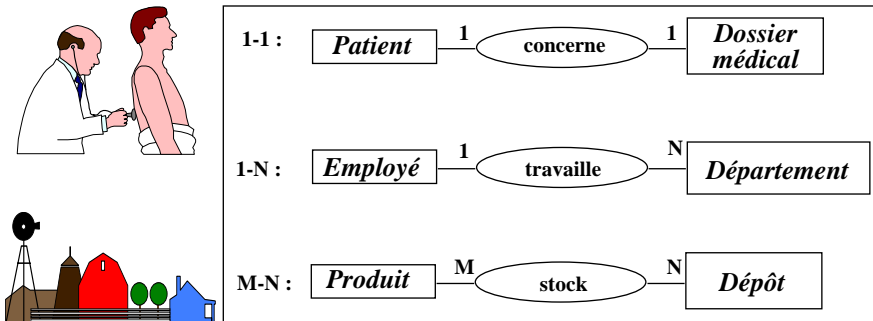 1-1 : Patient 1 concerne 1 Dossier
médical
1-N : Employé 1 travaille N Département
M-N : Produit M stock N Dépôt